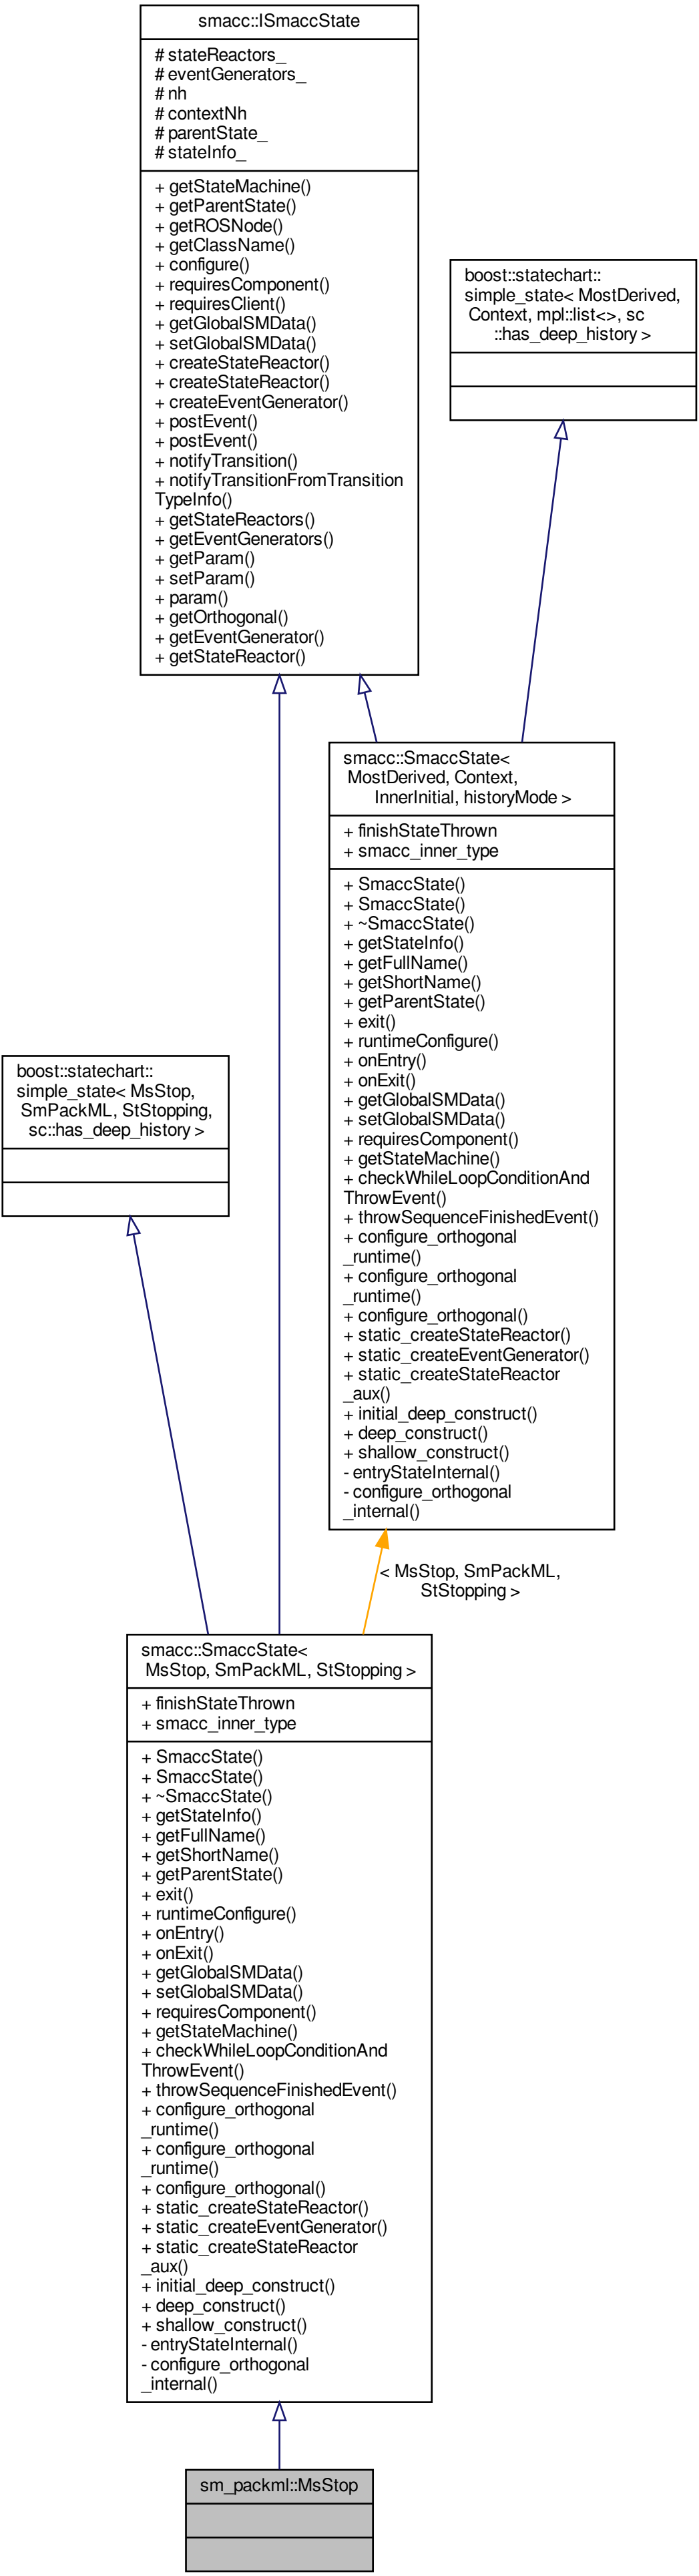 smacc::ISmaccState
# stateReactors_
# eventGenerators_
# nh
# contextNh
# parentState_
# stateInfo_
+ getStateMachine()
+ getParentState()
+ getROSNode()
+ getClassName()
+ configure()
+ requiresComponent()
+ requiresClient()
+ getGlobalSMData()
+ setGlobalSMData()
+ createStateReactor()
+ createStateReactor()
+ createEventGenerator()
+ postEvent()
+ postEvent()
+ notifyTransition()
+ notifyTransitionFromTransition
TypeInfo()
+ getStateReactors()
+ getEventGenerators()
+ getParam()
+ setParam()
+ param()
+ getOrthogonal()
+ getEventGenerator()
+ getStateReactor()
boost::statechart::
simple_state< MostDerived,
Context, mpl::list<>, sc
::has_deep_history >
smacc::SmaccState<
MostDerived, Context,
InnerInitial, historyMode >
+ finishStateThrown
+ smacc_inner_type
+ SmaccState()
+ SmaccState()
+ ~SmaccState()
+ getStateInfo()
+ getFullName()
+ getShortName()
+ getParentState()
+ exit()
+ runtimeConfigure()
+ onEntry()
+ onExit()
+ getGlobalSMData()
+ setGlobalSMData()
+ requiresComponent()
+ getStateMachine()
+ checkWhileLoopConditionAnd
ThrowEvent()
+ throwSequenceFinishedEvent()
+ configure_orthogonal
_runtime()
+ configure_orthogonal
_runtime()
+ configure_orthogonal()
+ static_createStateReactor()
+ static_createEventGenerator()
+ static_createStateReactor
_aux()
+ initial_deep_construct()
+ deep_construct()
+ shallow_construct()
- entryStateInternal()
- configure_orthogonal
_internal()
boost::statechart::
simple_state< MsStop,
SmPackML, StStopping,
sc::has_deep_history >
< MsStop, SmPackML,
StStopping >
smacc::SmaccState<
MsStop, SmPackML, StStopping >
+ finishStateThrown
+ smacc_inner_type
+ SmaccState()
+ SmaccState()
+ ~SmaccState()
+ getStateInfo()
+ getFullName()
+ getShortName()
+ getParentState()
+ exit()
+ runtimeConfigure()
+ onEntry()
+ onExit()
+ getGlobalSMData()
+ setGlobalSMData()
+ requiresComponent()
+ getStateMachine()
+ checkWhileLoopConditionAnd
ThrowEvent()
+ throwSequenceFinishedEvent()
+ configure_orthogonal
_runtime()
+ configure_orthogonal
_runtime()
+ configure_orthogonal()
+ static_createStateReactor()
+ static_createEventGenerator()
+ static_createStateReactor
_aux()
+ initial_deep_construct()
+ deep_construct()
+ shallow_construct()
- entryStateInternal()
- configure_orthogonal
_internal()
sm_packml::MsStop